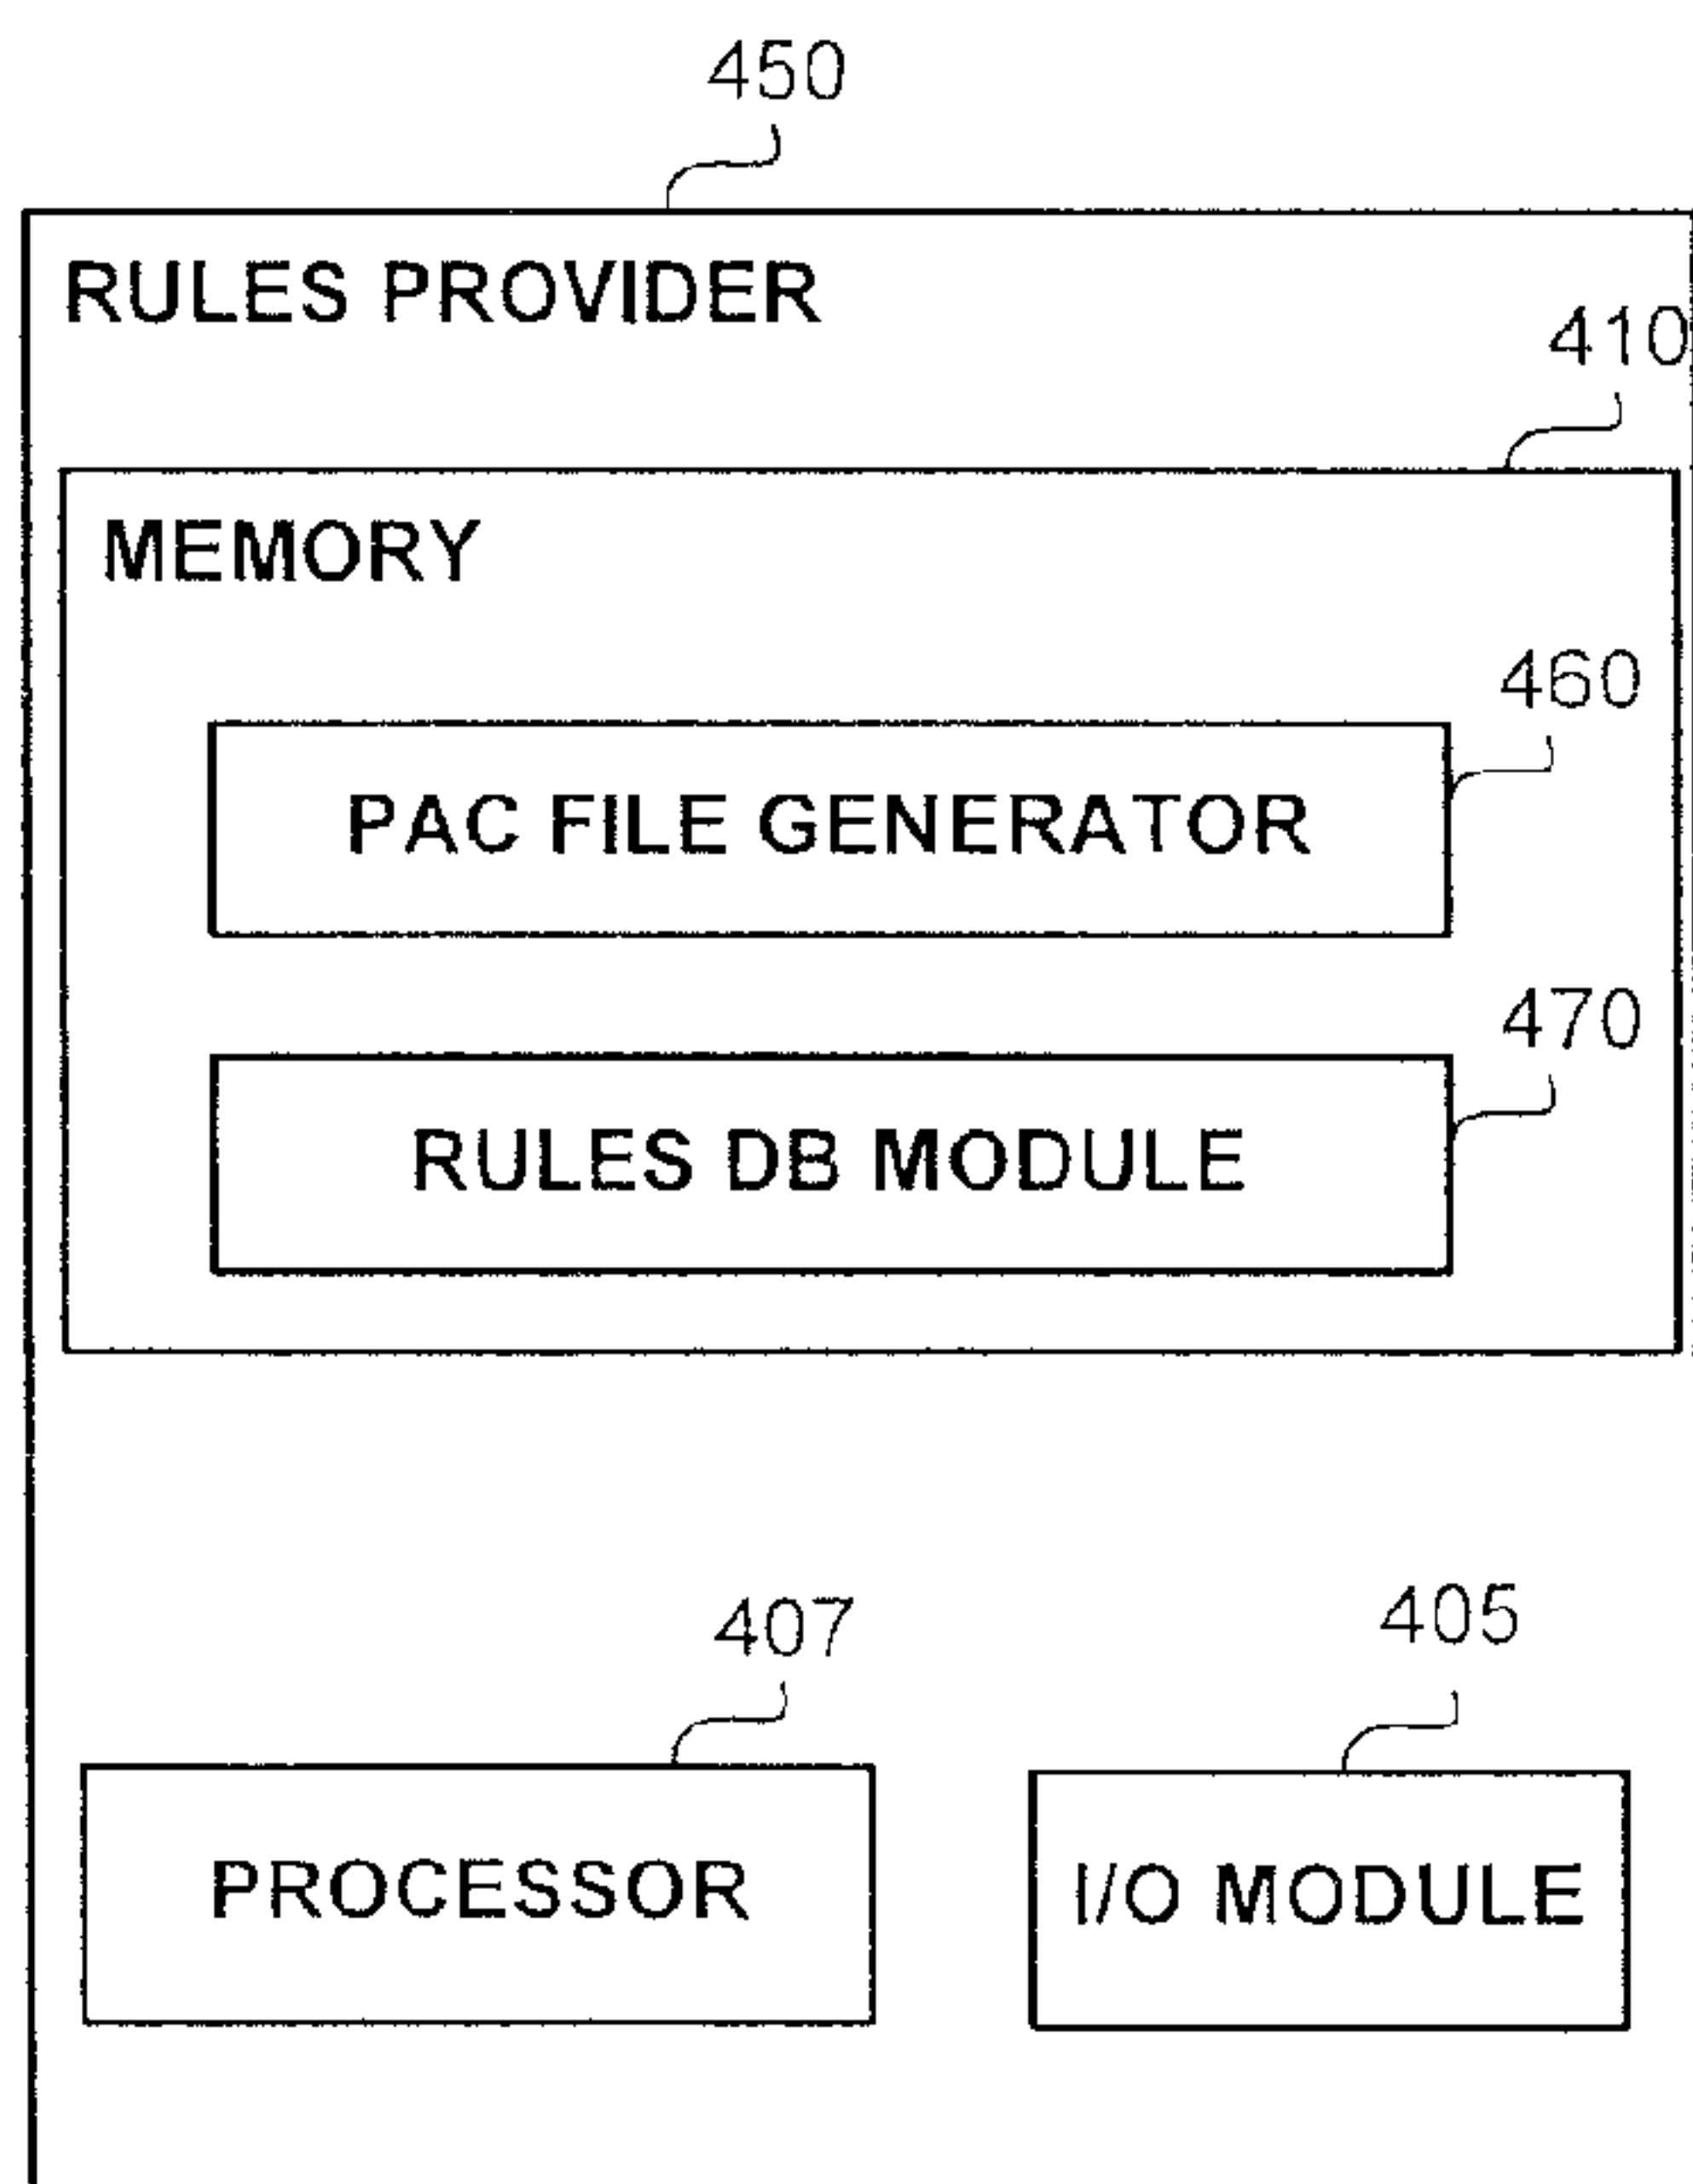 450
RULES PROVIDER
410
MEMORY
460
PAC FILE GENERATOR
470
RULES DB MODULE
407
405
PROCESSOR
I/O MODULE